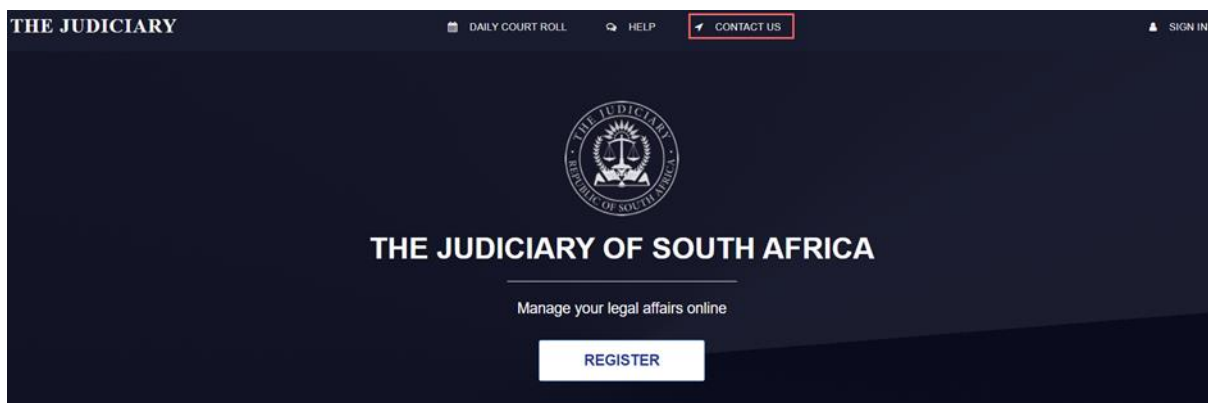 THE JUDICIARY
DAILY COURT ROLL
HELP
CONTACT US
SIGN IN
THE JUDICIARY
REPUBLIC OF SOUTH AFRICA
THE JUDICIARY OF SOUTH AFRICA
Manage your legal affairs online
REGISTER